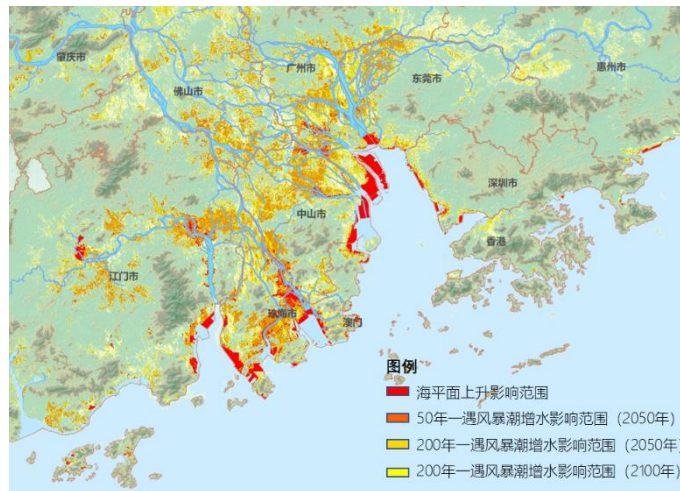 肇庆市
广州市
惠州市
佛山市
东莞市
深圳市
中山市
香港
江门市
珠海市
澳门
图例
海平面上升影响范围
50年一遇风暴潮增水影响范围（2050年）
200年一遇风暴潮增水影响范围（2050年）
200年一遇风暴潮增水影响范围（2100年）